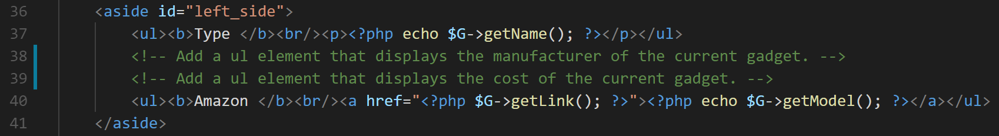 36 <aside id="left_side">
37 <ul><b>Type </b><br/><p><?php echo $G->getName(); ?></p></ul>
38 <!-- Add a ul element that displays the manufacturer of the current gadget. -->
39 <!-- Add a ul element that displays the cost of the current gadget. -->
40 <ul><b>Amazon </b><br/><a href="<?php $G->getLink(); ?>"><?php echo $G->getModel(); ?></a></ul>
41 </aside>